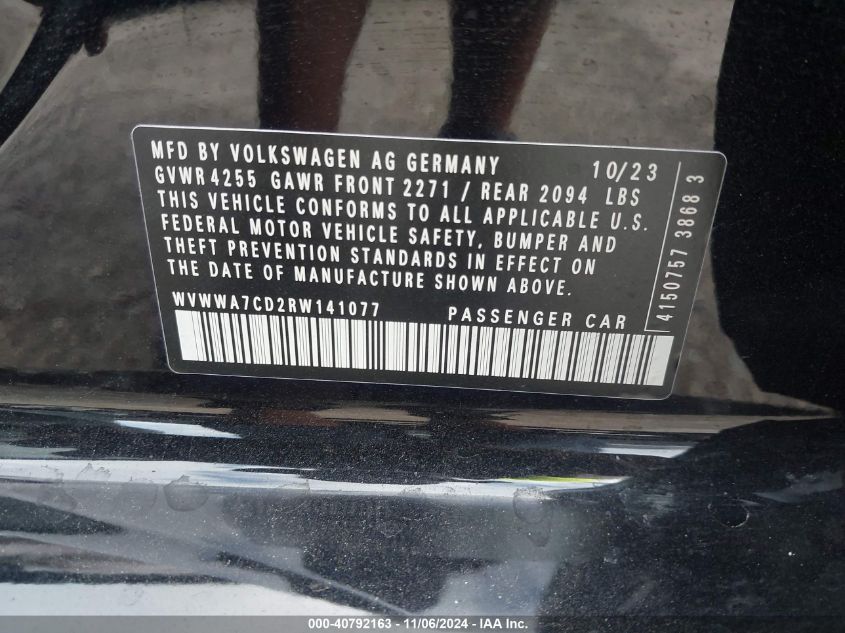 MFD BY VOLKSWAGEN AG GERMANY 10/23
GVWR 4255 GAWR FRONT 2271 / REAR 2094 LBS
THIS VEHICLE CONFORMS TO ALL APPLICABLE U.S.
FEDERAL MOTOR VEHICLE SAFETY, BUMPER AND
THEFT PREVENTION STANDARDS IN EFFECT ON
THE DATE OF MANUFACTURE SHOWN ABOVE.
WVWWA7CD2RW141077 PASSENGER CAR
4150757 3868 3
000-40792163 - 11/06/2024 - IAA Inc.